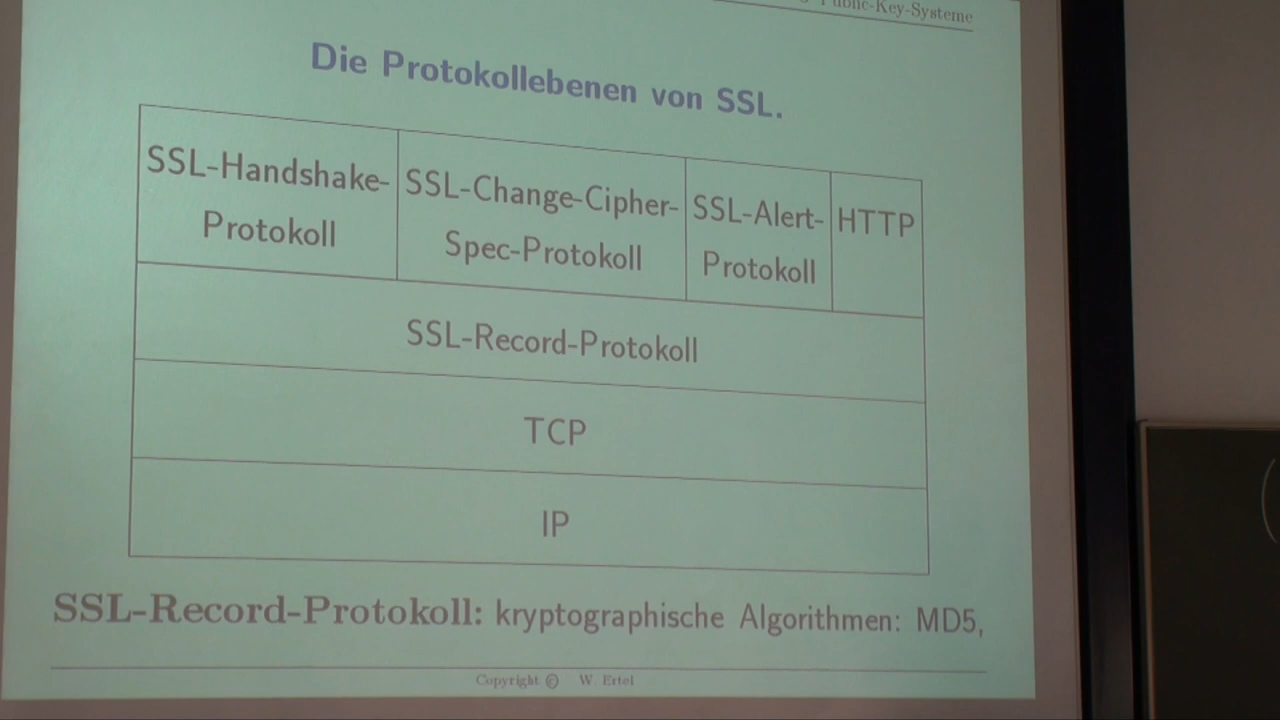 Public-Key-Systeme
Die Protokollebenen von SSL.
SSL-Handshake-
Protokoll
SSL-Change-Cipher-
Spec-Protokoll
SSL-Alert-
Protokoll
HTTP
SSL-Record-Protokoll
TCP
IP
SSL-Record-Protokoll: kryptographische Algorithmen: MD5,
Copyright © W. Ertel